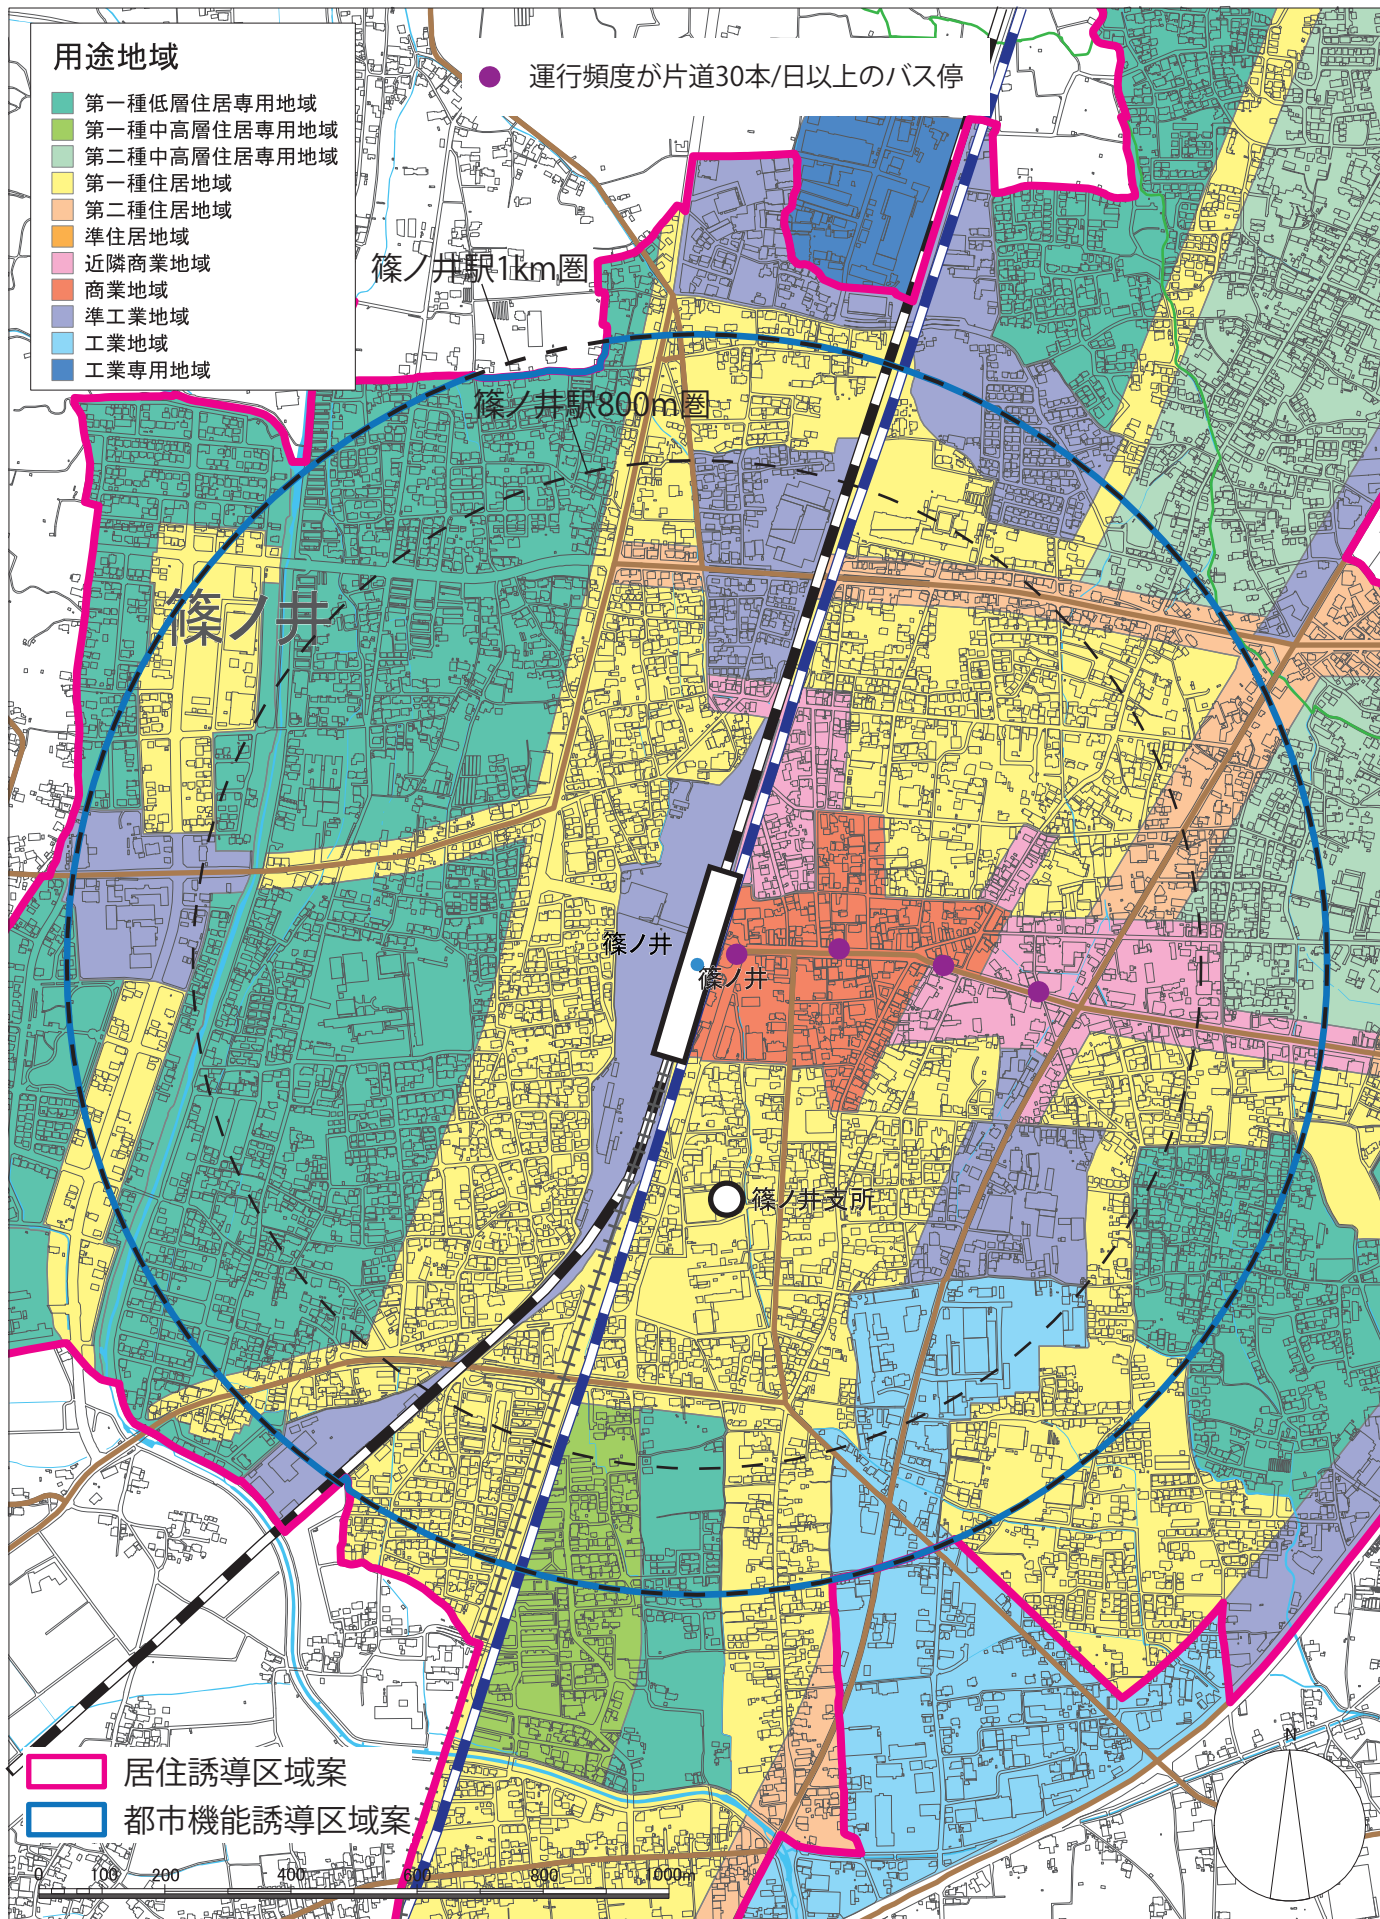 用途地域
第一種低層住居専用地域
第一種中高層住居専用地域
第二種中高層住居専用地域
第一種住居地域
第二種住居地域
準住居地域
近隣商業地域
商業地域
準工業地域
工業地域
工業専用地域
運行頻度が片道30本/日以上のバス停
篠ノ井駅1km圏
篠ノ井駅800m圏
篠ノ井
篠ノ井
篠ノ井
篠ノ井支所
N
居住誘導区域案
都市機能誘導区域案
0 100 200 400 600 800 1000m